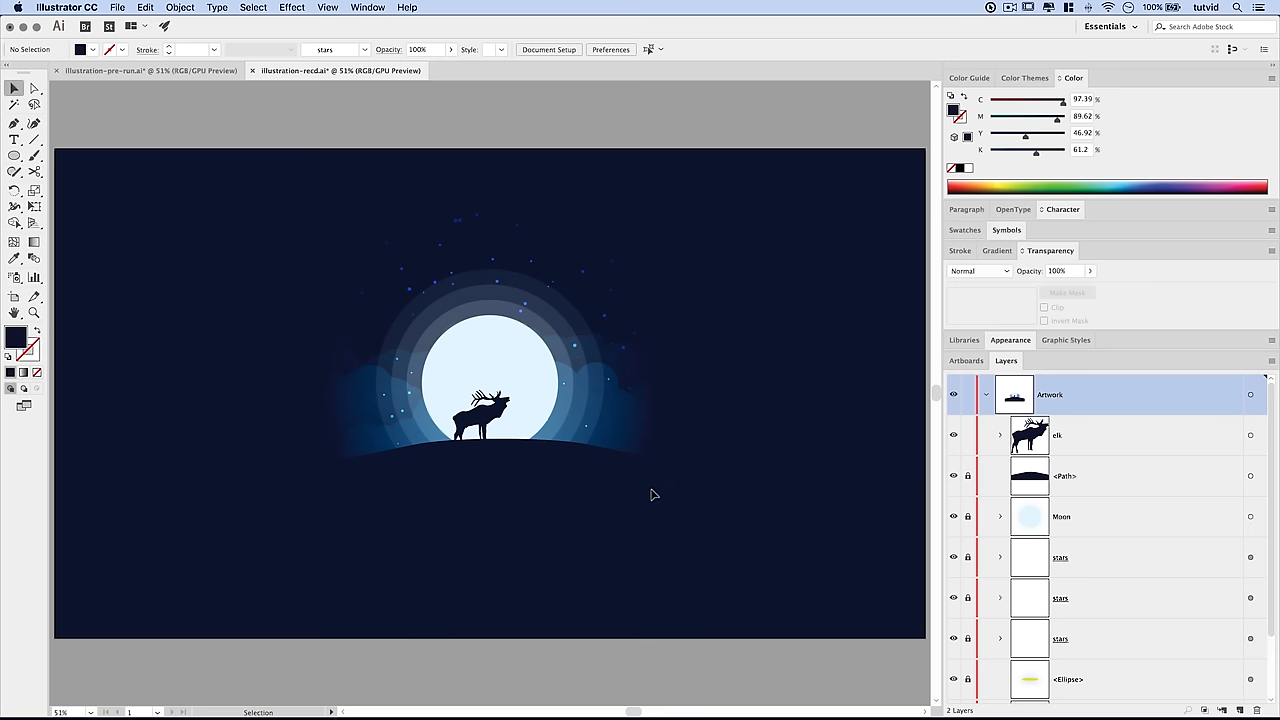 Illustrator CC File Edit Object Type Select Effect View Window Help 100% tutvid
Ai Br St Essentials Search Adobe Stock
No Selection Stroke: stars Opacity: 100% Style: Document Setup Preferences
illustration-pre-run.ai* @ 51% (RGB/GPU Preview) illustration-recd.ai* @ 51% (RGB/GPU Preview)
Color Guide Color Themes Color
C 97.39 %
M 89.62 %
Y 46.92 %
K 61.2 %
Paragraph OpenType Character
Swatches Symbols
Stroke Gradient Transparency
Normal Opacity: 100%
Make Mask
Clip
Invert Mask
Libraries Appearance Graphic Styles
Artboards Layers
Artwork
elk
<Path>
Moon
stars
stars
stars
<Ellipse>
51% 1 Selection 2 Layers